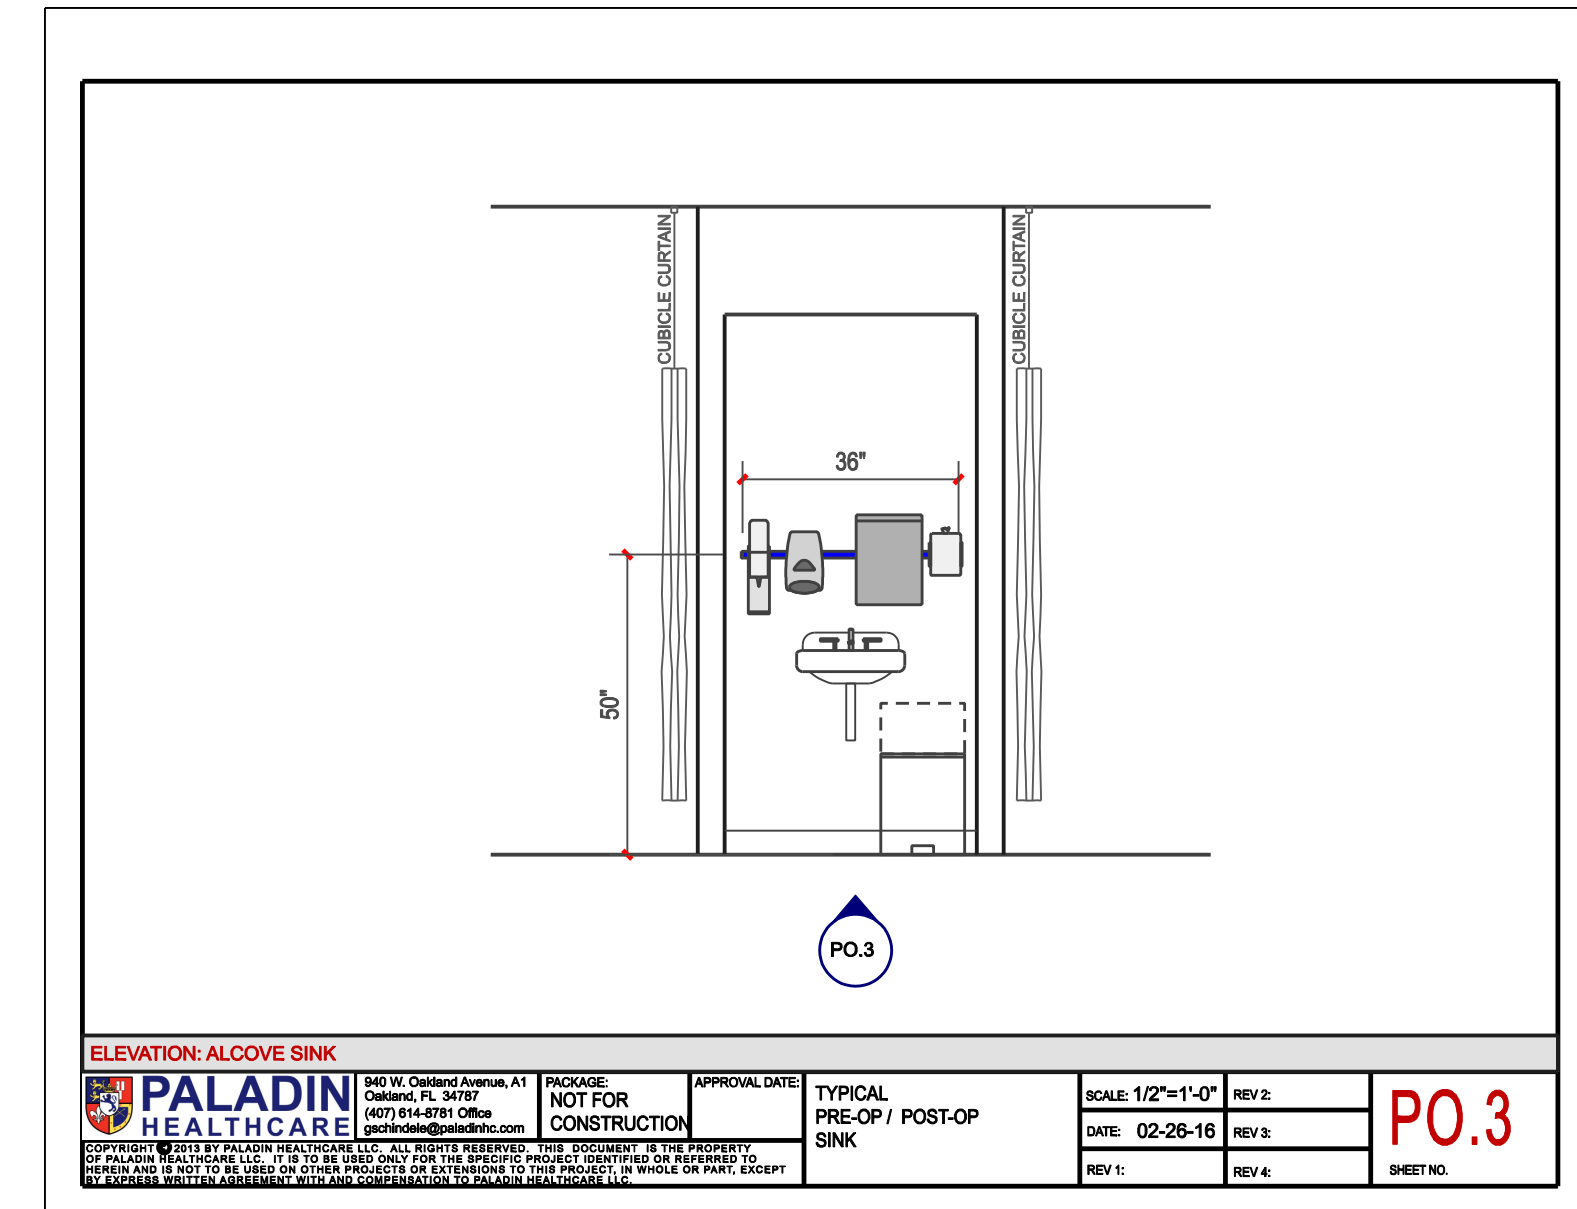 CUBICLE CURTAIN
CUBICLE CURTAIN
36"
50"
PO.3
ELEVATION: ALCOVE SINK
PALADIN
HEALTHCARE
940 W. Oakland Avenue, A1
Oakland, FL 34787
(407) 614-8781 Office
gschindele@paladinhc.com
PACKAGE:
NOT FOR
CONSTRUCTION
APPROVAL DATE:
COPYRIGHT 2013 BY PALADIN HEALTHCARE LLC. ALL RIGHTS RESERVED. THIS DOCUMENT IS THE PROPERTY
OF PALADIN HEALTHCARE LLC. IT IS TO BE USED ONLY FOR THE SPECIFIC PROJECT IDENTIFIED OR REFERRED TO
HEREIN AND IS NOT TO BE USED ON OTHER PROJECTS OR EXTENSIONS TO THIS PROJECT, IN WHOLE OR PART, EXCEPT
BY EXPRESS WRITTEN AGREEMENT WITH AND COMPENSATION TO PALADIN HEALTHCARE LLC.
TYPICAL
PRE-OP / POST-OP
SINK
SCALE: 1/2"=1'-0"
DATE: 02-26-16
REV 1:
REV 2:
REV 3:
REV 4:
PO.3
SHEET NO.